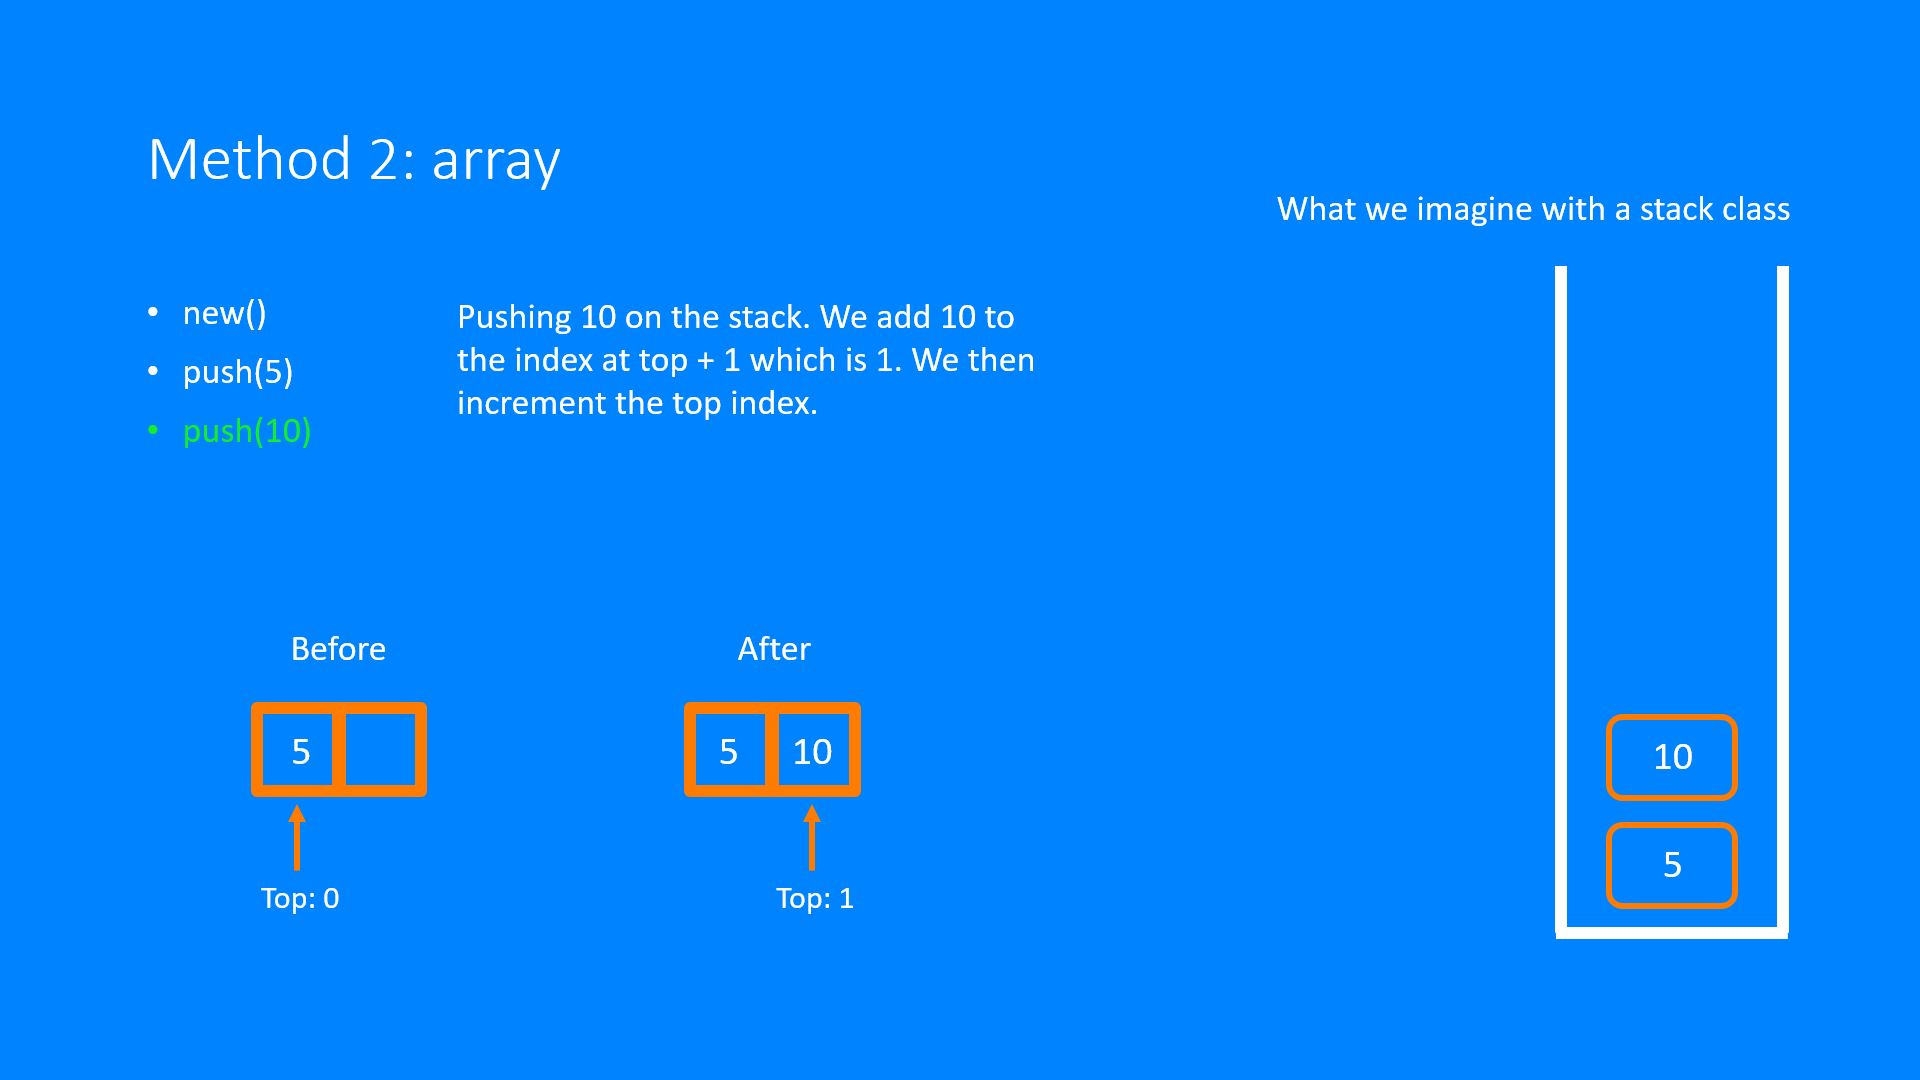 Method 2: array
What we imagine with a stack class
• new()
• push(5)
• push(10)
Pushing 10 on the stack. We add 10 to
the index at top + 1 which is 1. We then
increment the top index.
Before
5
Top: 0
After
5 10
Top: 1
10
5